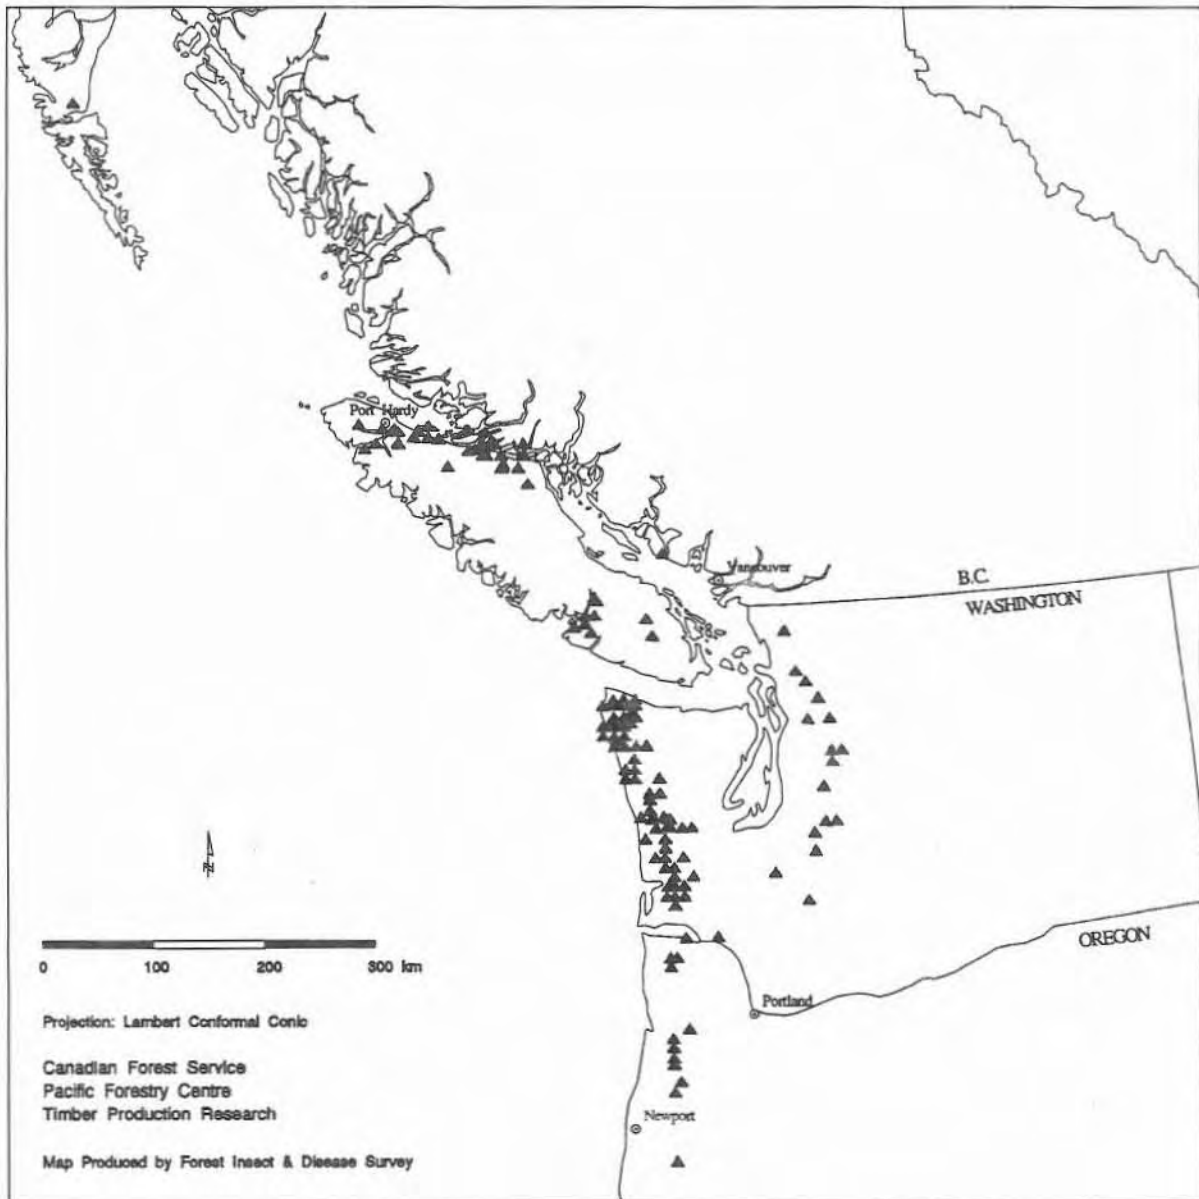 Port Hardy
Vancouver
B.C.
WASHINGTON
N
OREGON
0 100 200 300 km
Portland
Projection: Lambert Conformal Conic
Canadian Forest Service
Pacific Forestry Centre
Timber Production Research
Newport
Map Produced by Forest Insect & Disease Survey